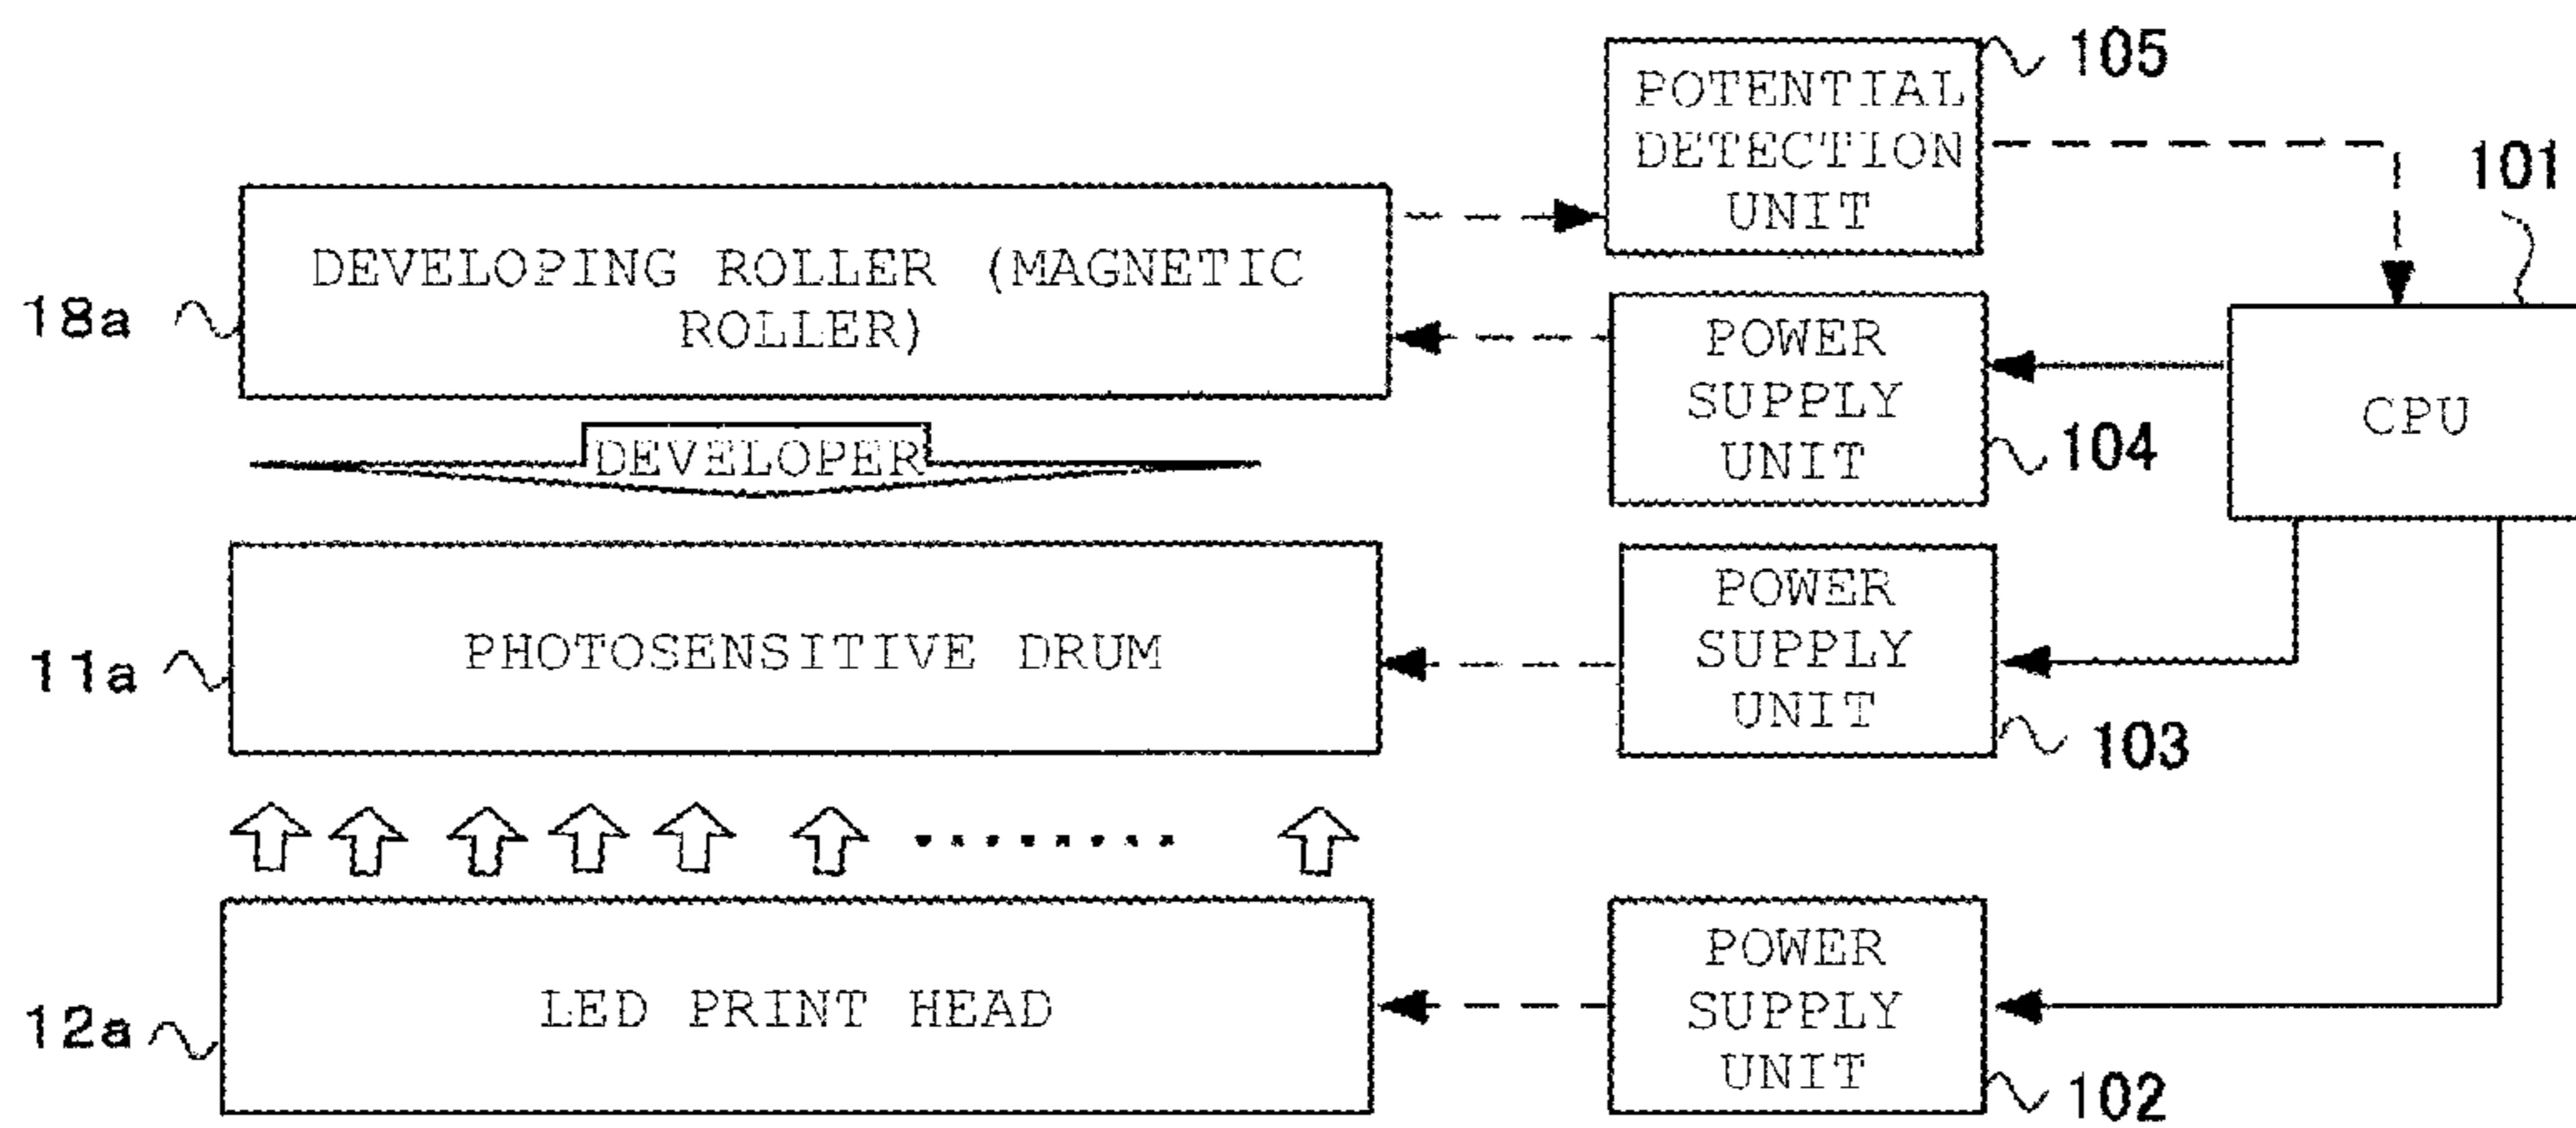 105
POTENTIAL
DETECTION
UNIT
101
DEVELOPING ROLLER (MAGNETIC
ROLLER)
18a
POWER
SUPPLY
UNIT
104
CPU
DEVELOPER
PHOTOSENSITIVE DRUM
11a
POWER
SUPPLY
UNIT
103
LED PRINT HEAD
12a
POWER
SUPPLY
UNIT
102